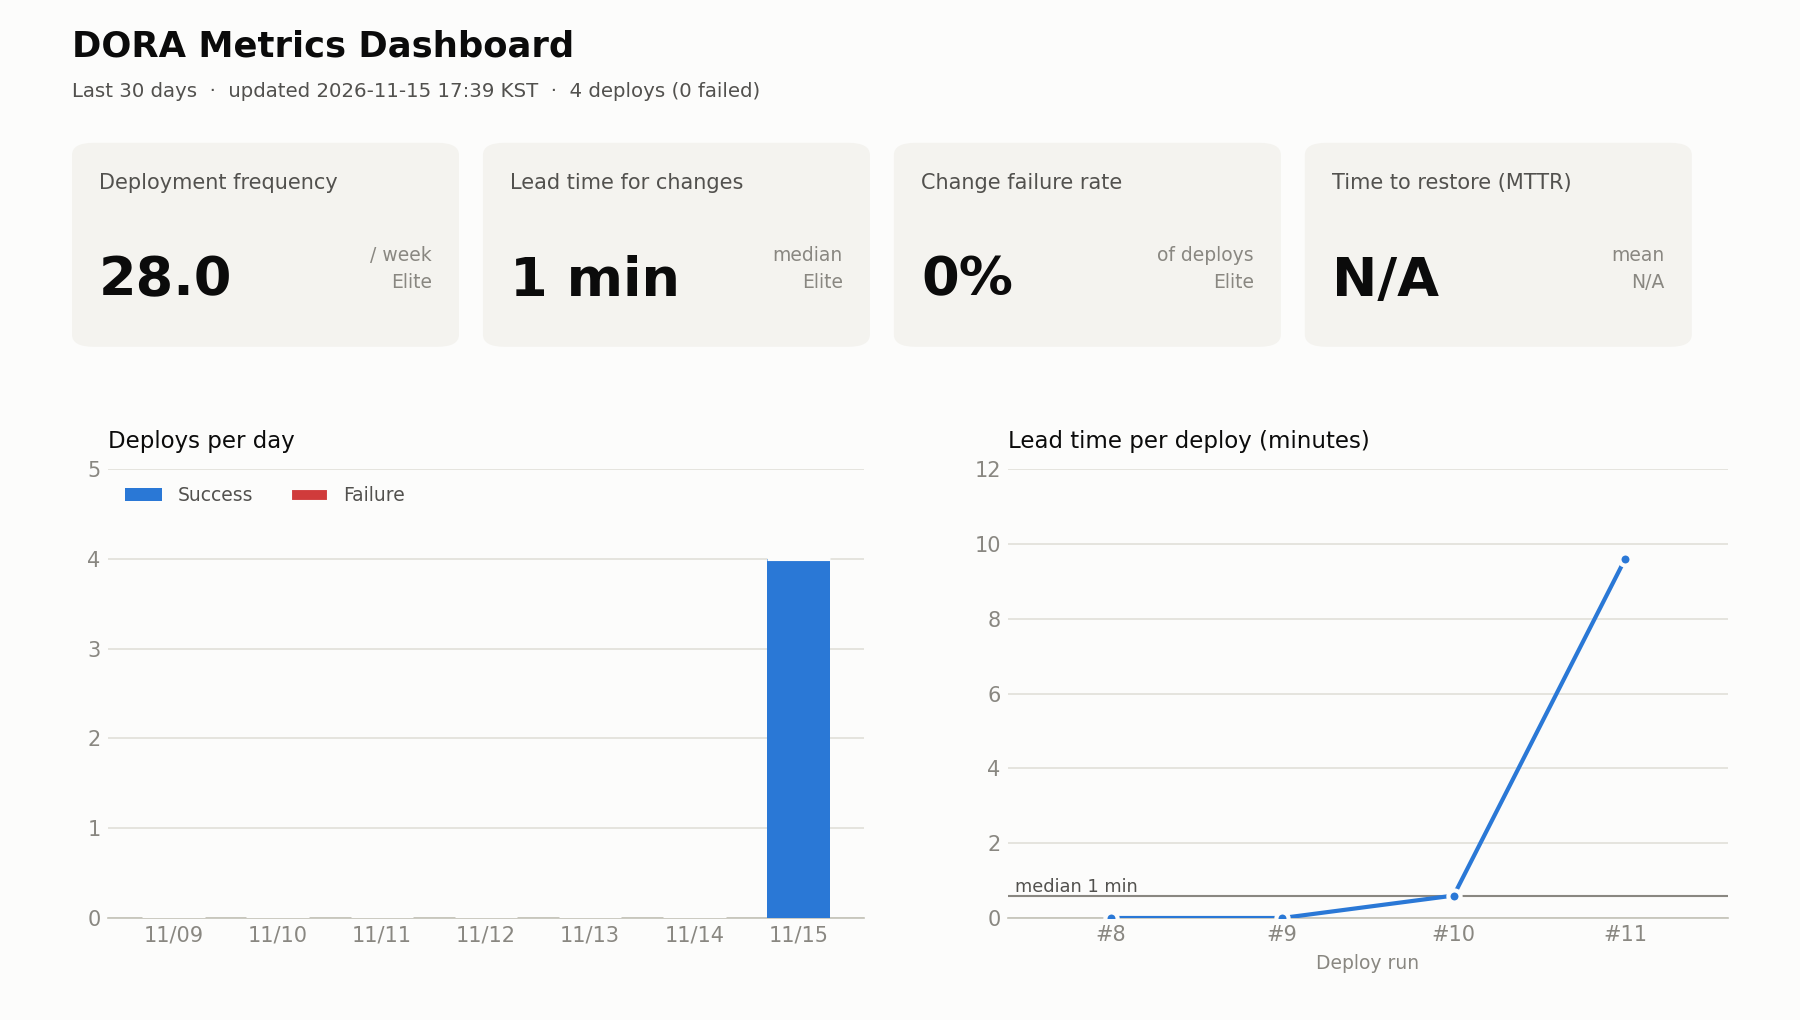 DORA Metrics Dashboard
Last 30 days · updated 2026-11-15 17:39 KST · 4 deploys (0 failed)
Deployment frequency
28.0
/ week
Elite
Lead time for changes
1 min
median
Elite
Change failure rate
0%
of deploys
Elite
Time to restore (MTTR)
N/A
mean
N/A
Deploys per day
5
4
3
2
1
0
Success
Failure
11/09
11/10
11/11
11/12
11/13
11/14
11/15
Lead time per deploy (minutes)
12
10
8
6
4
2
0
median 1 min
#8
#9
#10
#11
Deploy run